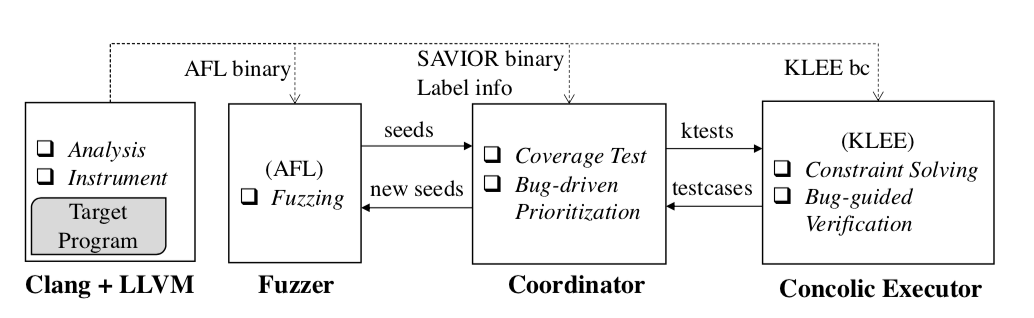 AFL binary
SAVIOR binary
Label info
KLEE bc
Analysis
Instrument
Target
Program
Clang + LLVM
(AFL)
Fuzzing
Fuzzer
seeds
new seeds
Coverage Test
Bug-driven
Prioritization
Coordinator
ktests
testcases
(KLEE)
Constraint Solving
Bug-guided
Verification
Concolic Executor